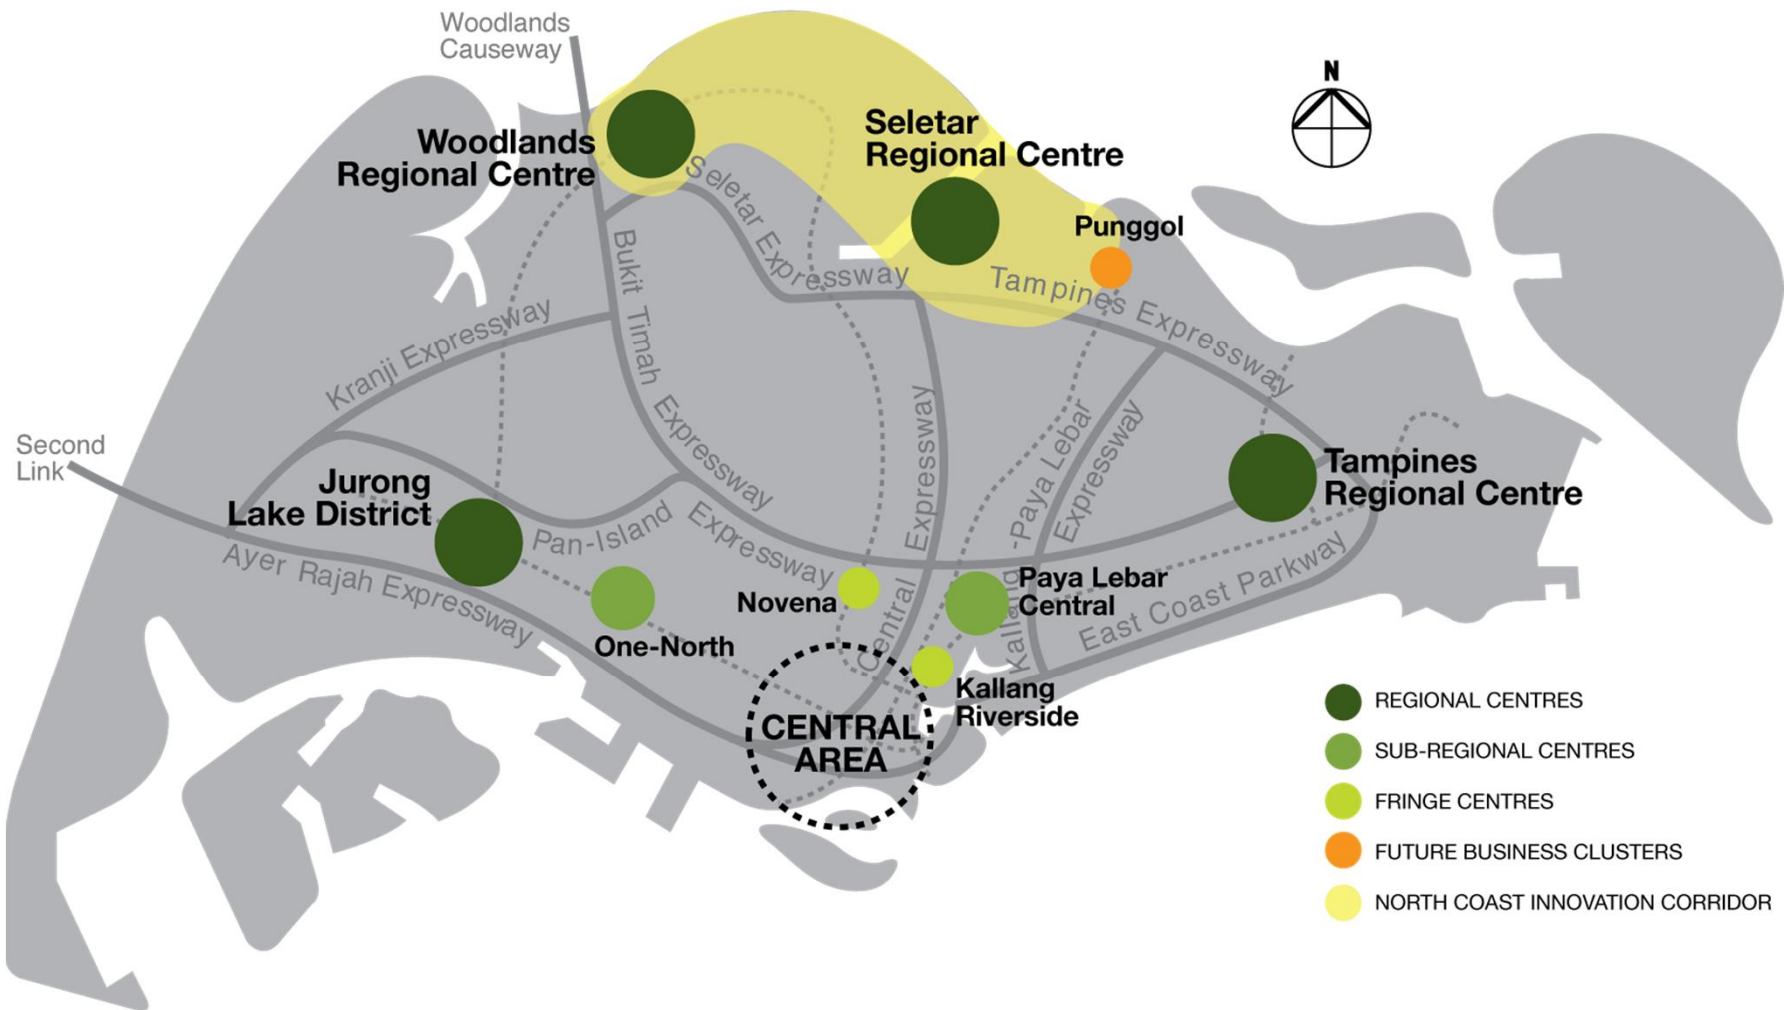 Woodlands
Causeway
N
Woodlands
Regional Centre
Seletar
Regional Centre
Punggol
Seletar Expressway
Tampines Expressway
Bukit Timah Expressway
Kranji Expressway
Second
Link
Jurong
Lake District
Tampines
Regional Centre
Pan-Island Expressway
Ayer Rajah Expressway
Central Expressway
Kallang-Paya Lebar
Expressway
East Coast Parkway
Novena
Paya Lebar
Central
One-North
Kallang
Riverside
CENTRAL
AREA
REGIONAL CENTRES
SUB-REGIONAL CENTRES
FRINGE CENTRES
FUTURE BUSINESS CLUSTERS
NORTH COAST INNOVATION CORRIDOR